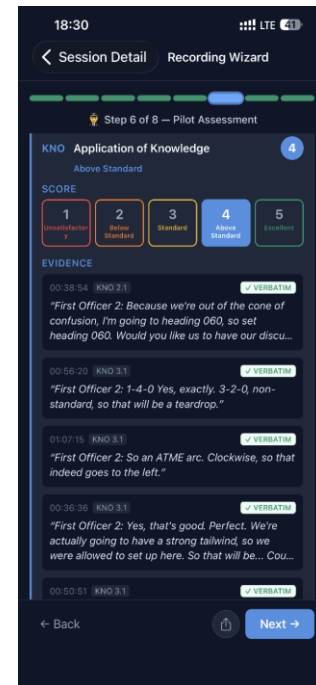 18:30
LTE 41
Session Detail Recording Wizard
Step 6 of 8 — Pilot Assessment
KNO Application of Knowledge 4
Above Standard
SCORE
1 2 3 4 5
Unsatisfactor Below Standard Above Excellent
y Standard Standard
EVIDENCE
00:38:54 KNO 2.1 ✓ VERBATIM
"First Officer 2: Because we're out of the cone of
confusion, I'm going to heading 060, so set
heading 060. Would you like us to have our discu...
00:56:20 KNO 3.1 ✓ VERBATIM
"First Officer 2: 1-4-0 Yes, exactly. 3-2-0, non-
standard, so that will be a teardrop."
01:07:15 KNO 3.1 ✓ VERBATIM
"First Officer 2: So an ATME arc. Clockwise, so that
indeed goes to the left."
00:36:36 KNO 3.1 ✓ VERBATIM
"First Officer 2: Yes, that's good. Perfect. We're
actually going to have a strong tailwind, so we
were allowed to set up here. So that will be... Cou...
00:50:51 KNO 3.1 ✓ VERBATIM
← Back Next →